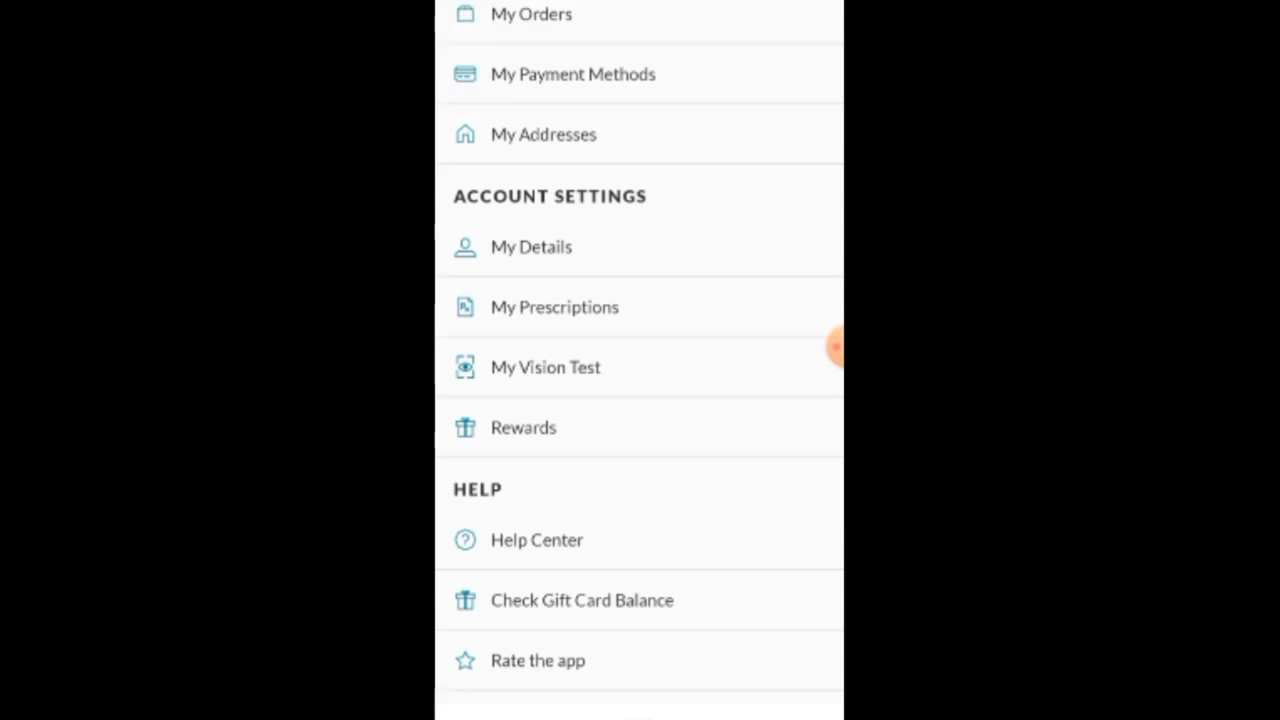 My Orders
My Payment Methods
My Addresses
ACCOUNT SETTINGS
My Details
My Prescriptions
My Vision Test
Rewards
HELP
Help Center
Check Gift Card Balance
Rate the app